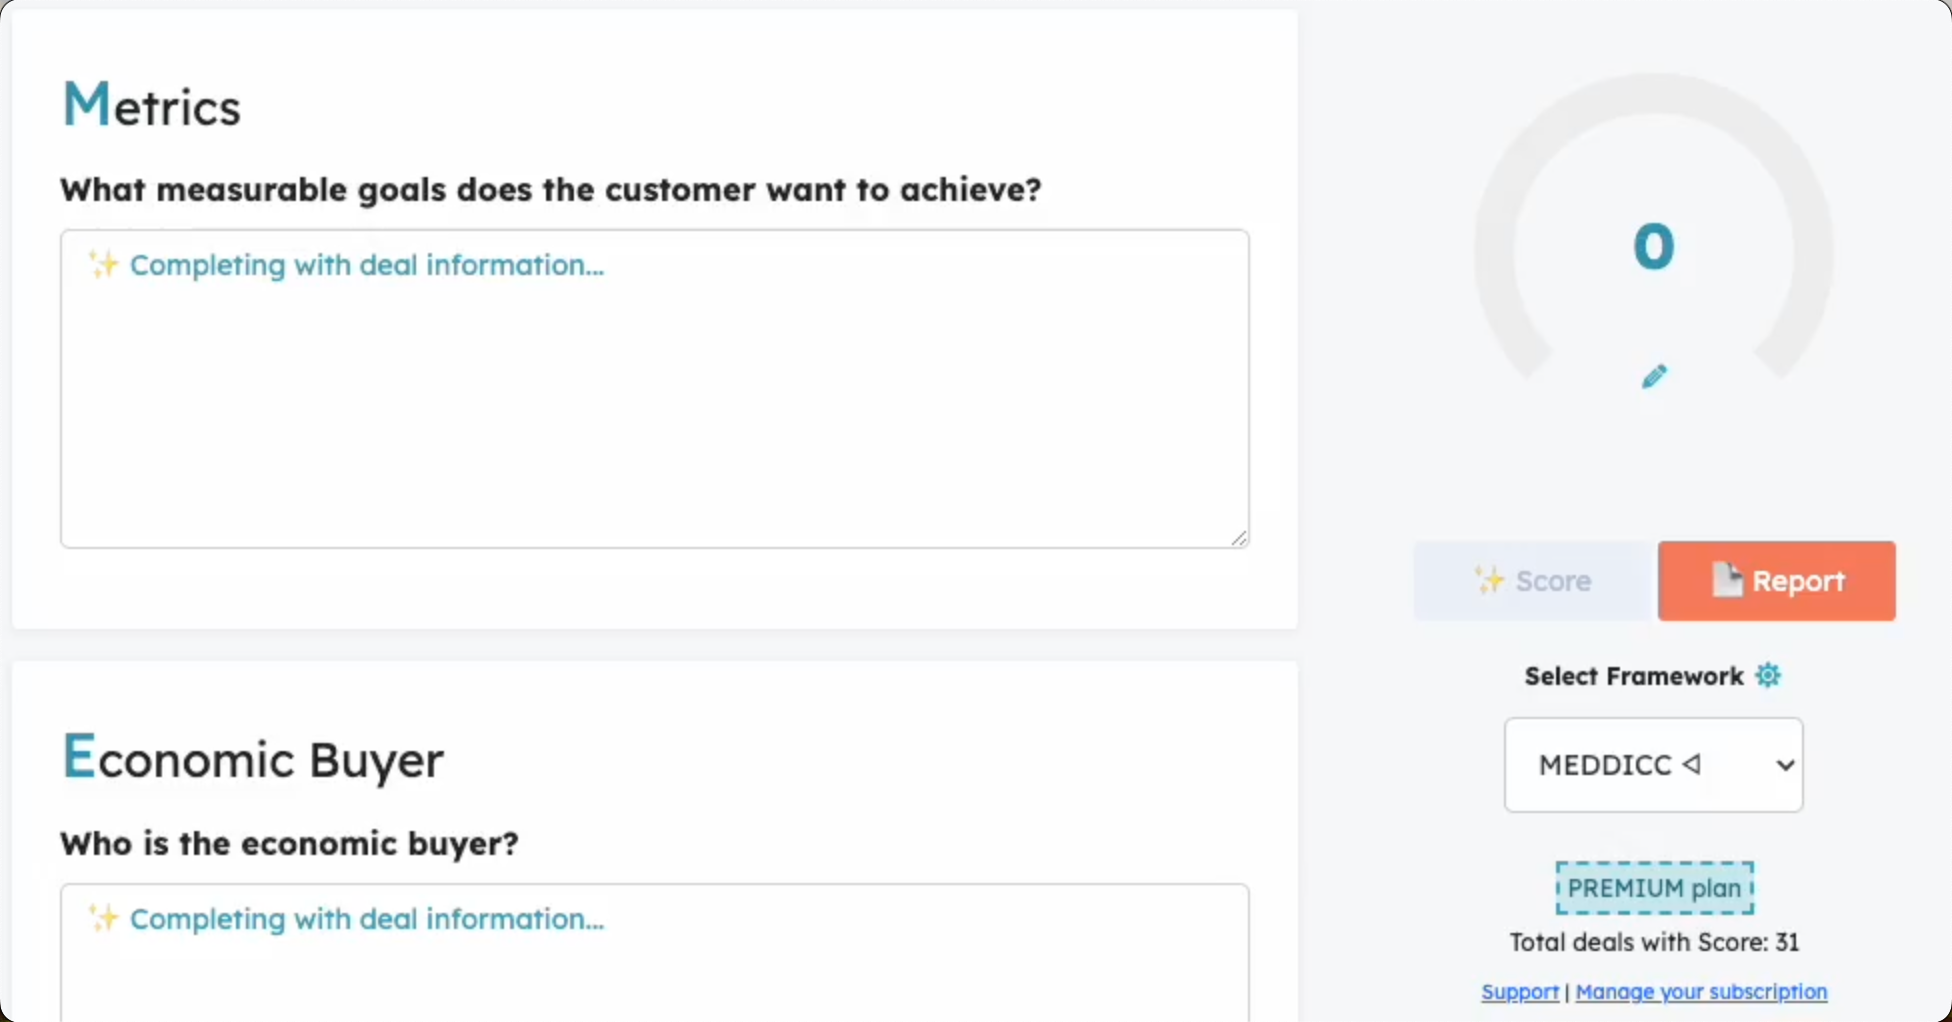 Metrics
What measurable goals does the customer want to achieve?
✨ Completing with deal information...
Economic Buyer
Who is the economic buyer?
✨ Completing with deal information...
0
✨ Score
Report
Select Framework
MEDDICC ◁
PREMIUM plan
Total deals with Score: 31
Support | Manage your subscription